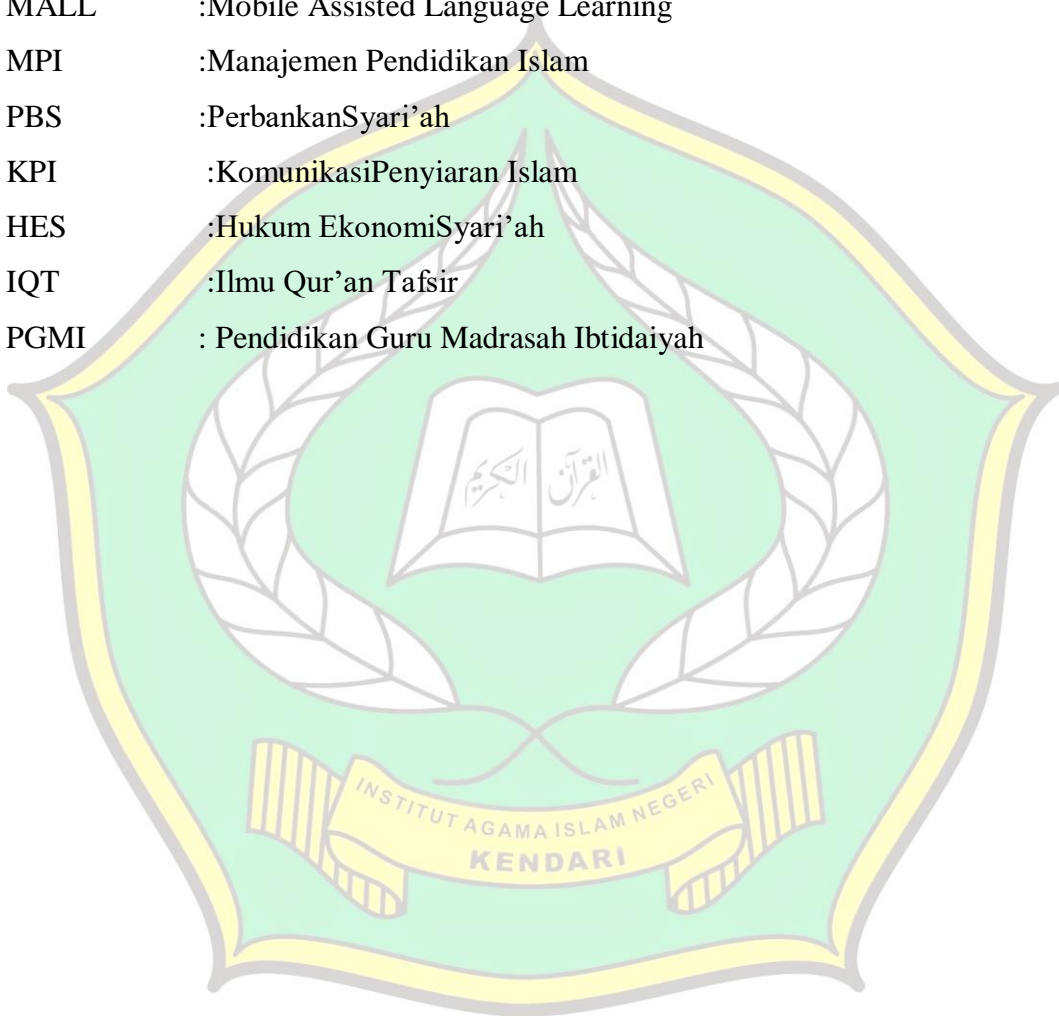 MALL :Mobile Assisted Language Learning
MPI :Manajemen Pendidikan Islam
PBS :PerbankanSyari’ah
KPI :KomunikasiPenyiaran Islam
HES :Hukum EkonomiSyari’ah
IQT :Ilmu Qur’an Tafsir
PGMI : Pendidikan Guru Madrasah Ibtidaiyah
القرآن الكريم
INSTITUT AGAMA ISLAM NEGERI
KENDARI